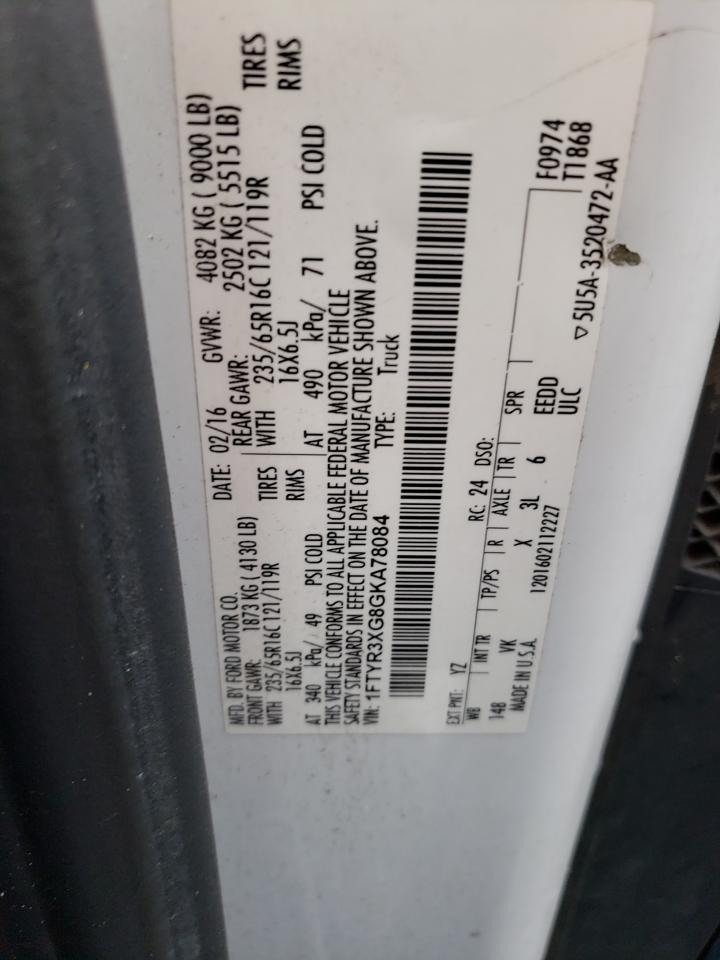 MFD. BY FORD MOTOR CO. DATE: 02/16 GVWR: 4082 KG ( 9000 LB)
FRONT GAWR: 1873 KG ( 4130 LB) REAR GAWR: 2502 KG ( 5515 LB)
WITH 235/65R16C 121/119R TIRES WITH 235/65R16C 121/119R TIRES
16X6.5J RIMS 16X6.5J RIMS
AT 340 kPa/ 49 PSI COLD AT 490 kPa/ 71 PSI COLD
THIS VEHICLE CONFORMS TO ALL APPLICABLE FEDERAL MOTOR VEHICLE
SAFETY STANDARDS IN EFFECT ON THE DATE OF MANUFACTURE SHOWN ABOVE.
VIN: 1FTYR3XG8GKA78084 TYPE: Truck
EXT PNT: YZ RC: 24 DSO: F0974
WB INT TR TP/PS R AXLE TR SPR T1868
148 VK X 3L 6 EEDD
MADE IN U.S.A. 1201602112227 ULC
▽ 5U5A-3520472-AA